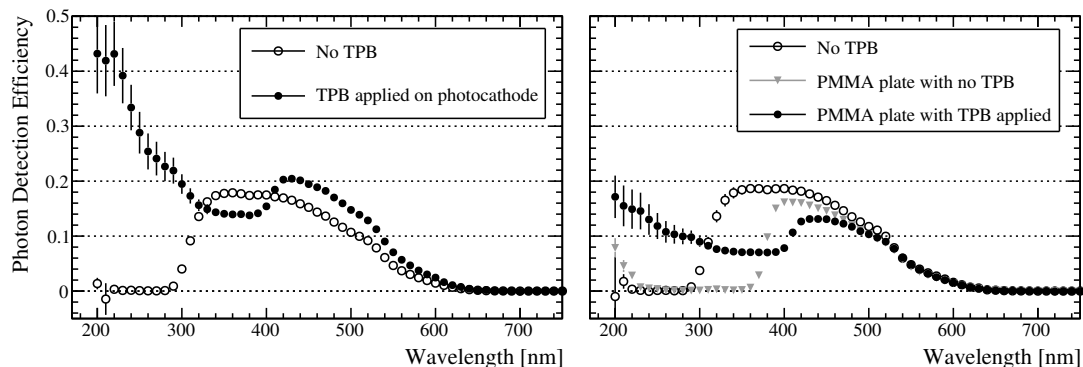 Photon Detection Efficiency
0.5
0.4
0.3
0.2
0.1
0
No TPB
TPB applied on photocathode
200 300 400 500 600 700
Wavelength [nm]
No TPB
PMMA plate with no TPB
PMMA plate with TPB applied
200 300 400 500 600 700
Wavelength [nm]